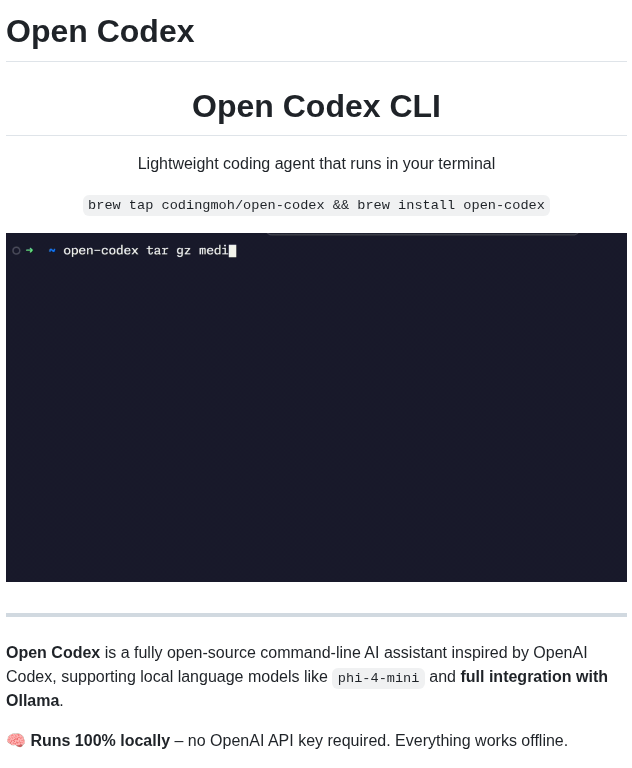 Open Codex
Open Codex CLI
Lightweight coding agent that runs in your terminal
brew tap codingmoh/open-codex && brew install open-codex
➜ ~ open-codex tar gz medi
Open Codex is a fully open-source command-line AI assistant inspired by OpenAI
Codex, supporting local language models like phi-4-mini and full integration with
Ollama.
🧠 Runs 100% locally – no OpenAI API key required. Everything works offline.